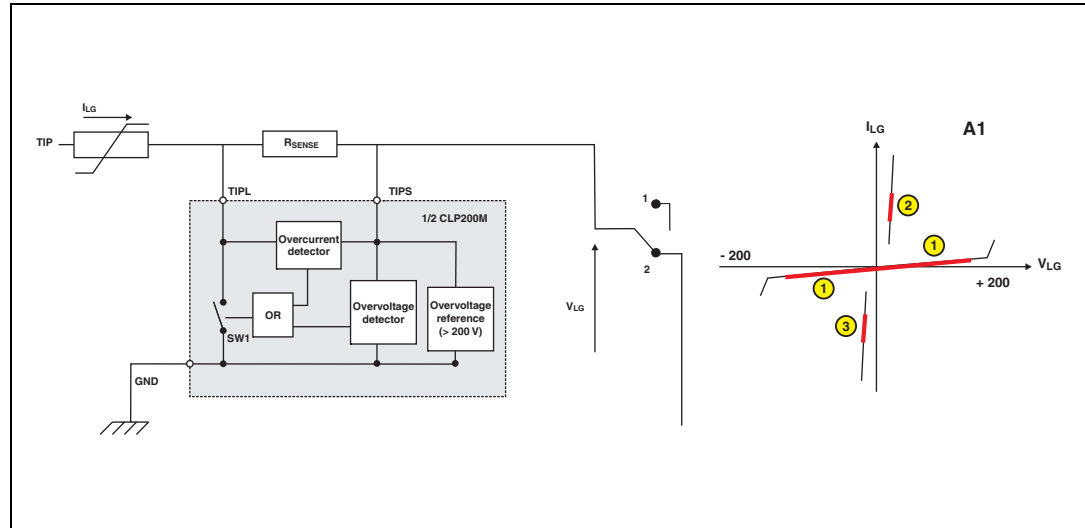 ILG
TIP
RSENSE
TIPL
TIPS
1/2 CLP200M
Overcurrent
detector
OR
SW1
Overvoltage
detector
Overvoltage
reference
(> 200 V)
GND
VLG
1
2
ILG
A1
2
1
- 200
VLG
+ 200
1
3